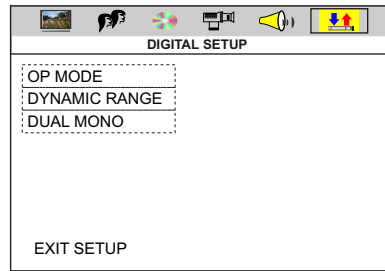 DIGITAL SETUP
OP MODE
DYNAMIC RANGE
DUAL MONO
EXIT SETUP